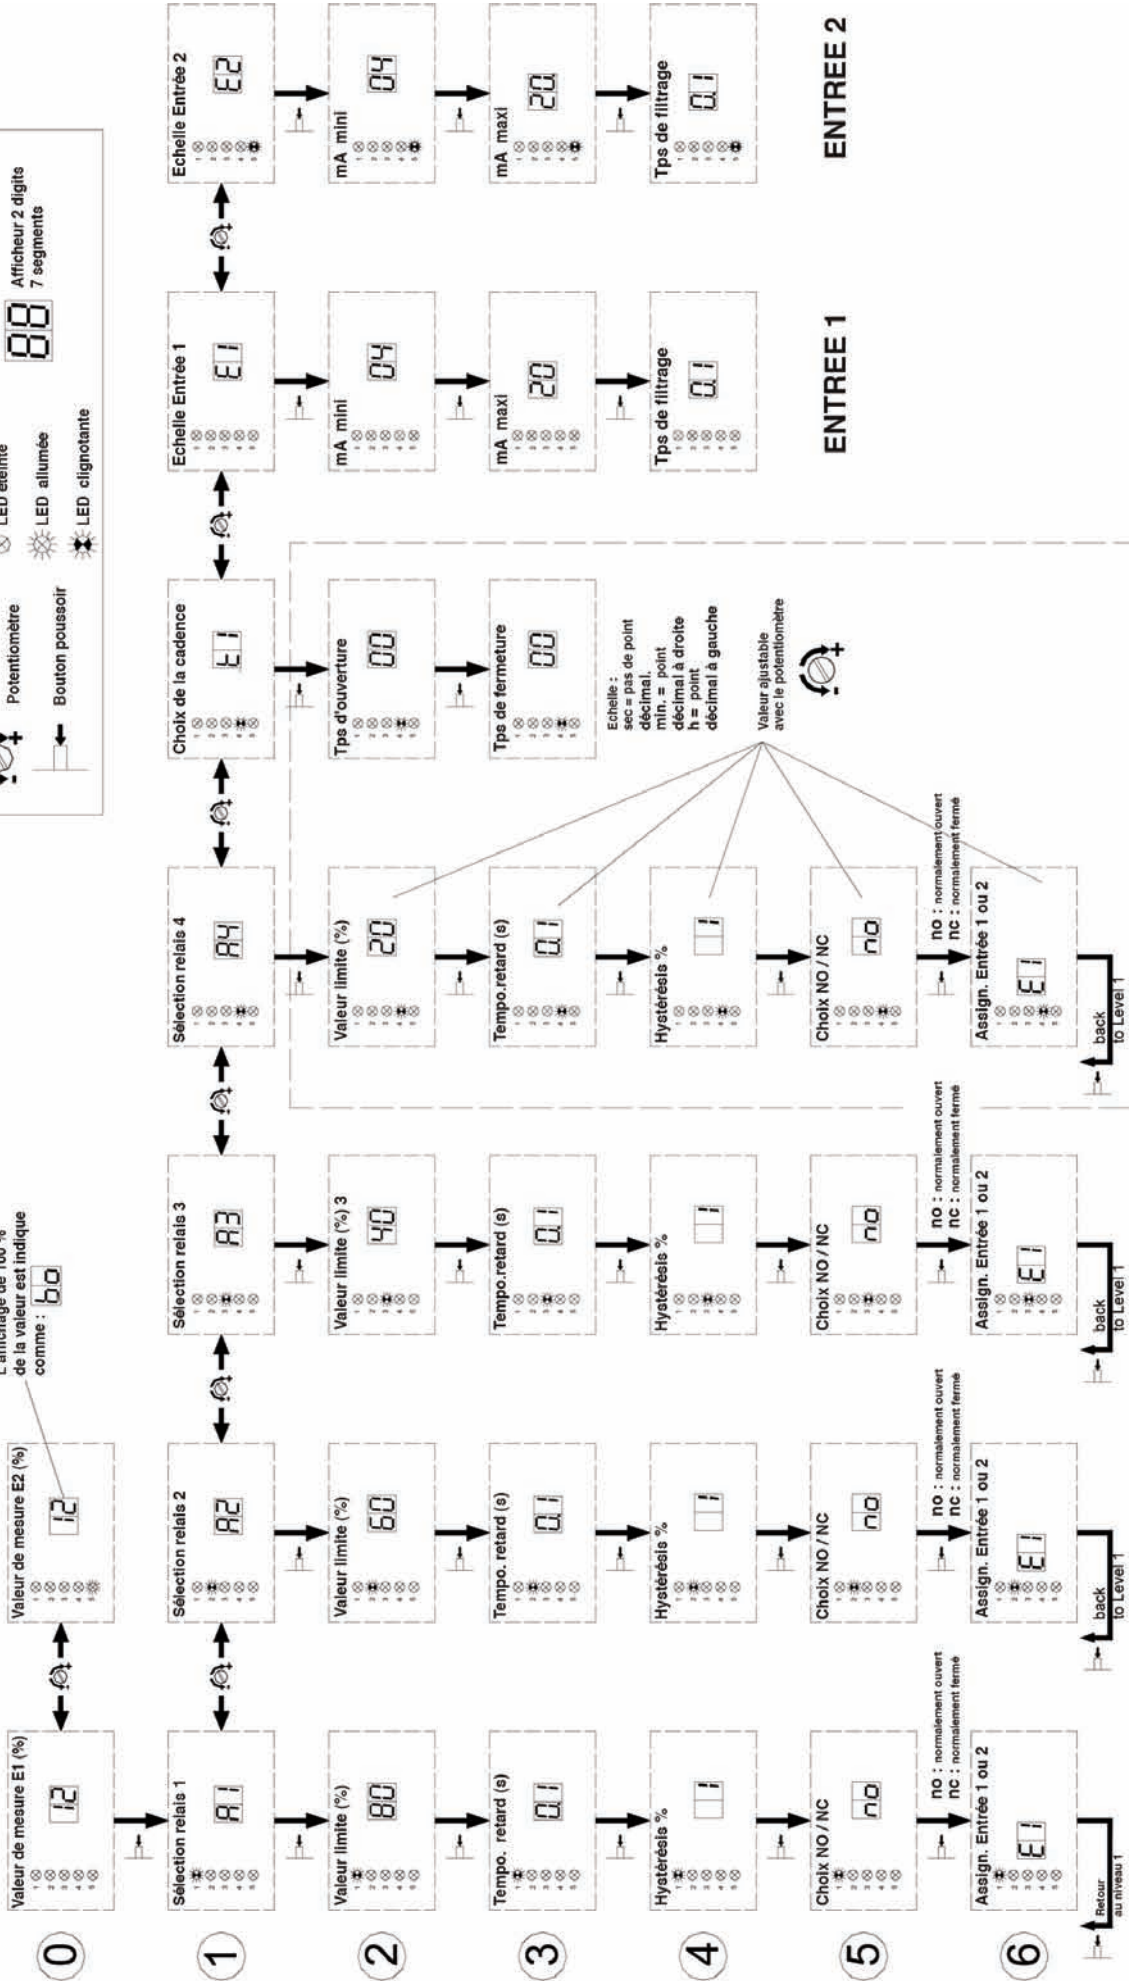 L'affichage de 100 %
de la valeur est indique
comme : b.o
Potentiomètre
Bouton poussoir
LED éteinte
LED allumée
LED clignotante
88
Afficheur 2 digits
7 segments
0
Valeur de mesure E1 (%)
12
Valeur de mesure E2 (%)
12
1
Sélection relais 1
A1
Sélection relais 2
A2
Sélection relais 3
A3
Sélection relais 4
A4
Choix de la cadence
t1
Echelle Entrée 1
E1
Echelle Entrée 2
E2
2
Valeur limite (%)
80
Valeur limite (%)
60
Valeur limite (%) 3
40
Valeur limite (%)
20
Tps d'ouverture
00
mA mini
04
mA mini
04
3
Tempo. retard (s)
0.1
Tempo. retard (s)
0.1
Tempo.retard (s)
0.1
Tempo.retard (s)
0.1
Tps de fermeture
00
mA maxi
20
mA maxi
20.
Echelle :
sec = pas de point
décimal.
min. = point
décimal à droite
h = point
décimal à gauche
4
Hystérésis %
1
Hystérésis %
1
Hystérésis %
1
Hystérésis %
1
Tps de filtrage
0.1
Tps de filtrage
0.1
Valeur ajustable
avec le potentiomètre
- +
5
Choix NO / NC
no
Choix NO / NC
no
Choix NO / NC
no
Choix NO / NC
no
ENTREE 1
ENTREE 2
no : normalement ouvert
nc : normalement fermé
no : normalement ouvert
nc : normalement fermé
no : normalement ouvert
nc : normalement fermé
no : normalement ouvert
nc : normalement fermé
6
Assign. Entrée 1 ou 2
E1
Assign. Entrée 1 ou 2
E1
Assign. Entrée 1 ou 2
E1
Assign. Entrée 1 ou 2
E1
Retour
au niveau 1
back
to Level 1
back
to Level 1
back
to Level 1